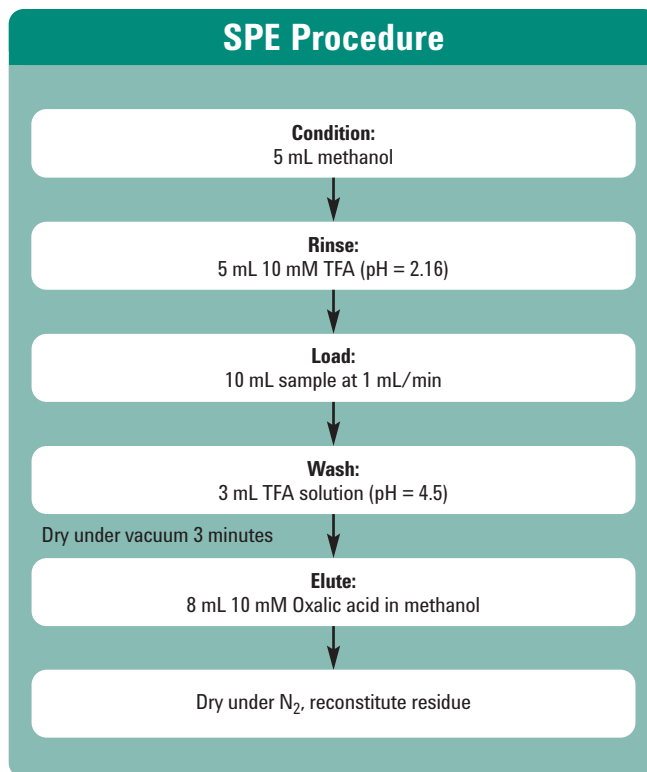 SPE Procedure
Condition:
5 mL methanol
Rinse:
5 mL 10 mM TFA (pH = 2.16)
Load:
10 mL sample at 1 mL/min
Wash:
3 mL TFA solution (pH = 4.5)
Dry under vacuum 3 minutes
Elute:
8 mL 10 mM Oxalic acid in methanol
Dry under N₂, reconstitute residue